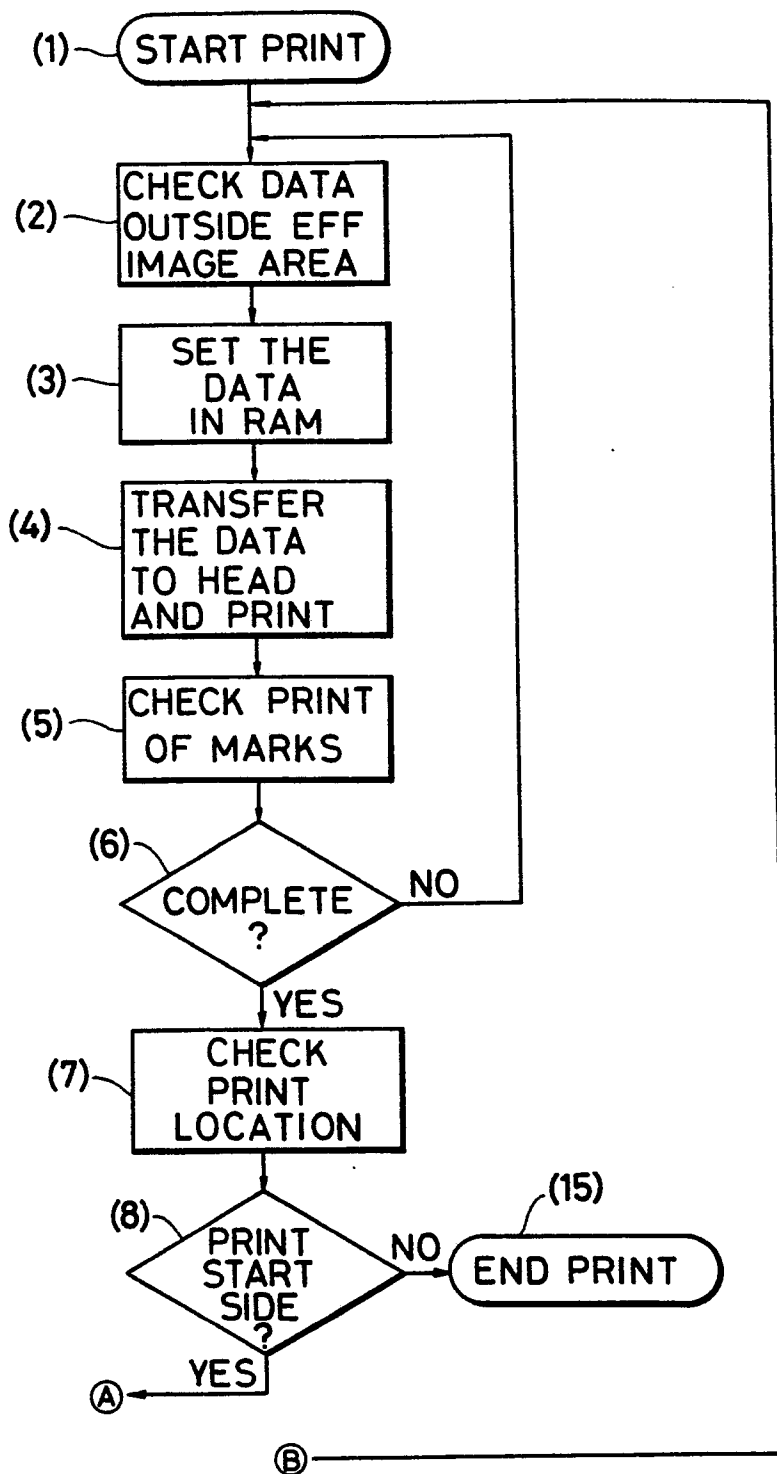 (1)
START PRINT
(2)
CHECK DATA
OUTSIDE EFF
IMAGE AREA
(3)
SET THE
DATA
IN RAM
(4)
TRANSFER
THE DATA
TO HEAD
AND PRINT
(5)
CHECK PRINT
OF MARKS
(6)
COMPLETE
?
NO
YES
(7)
CHECK
PRINT
LOCATION
(8)
PRINT
START
SIDE
?
NO
(15)
END PRINT
YES
A
B